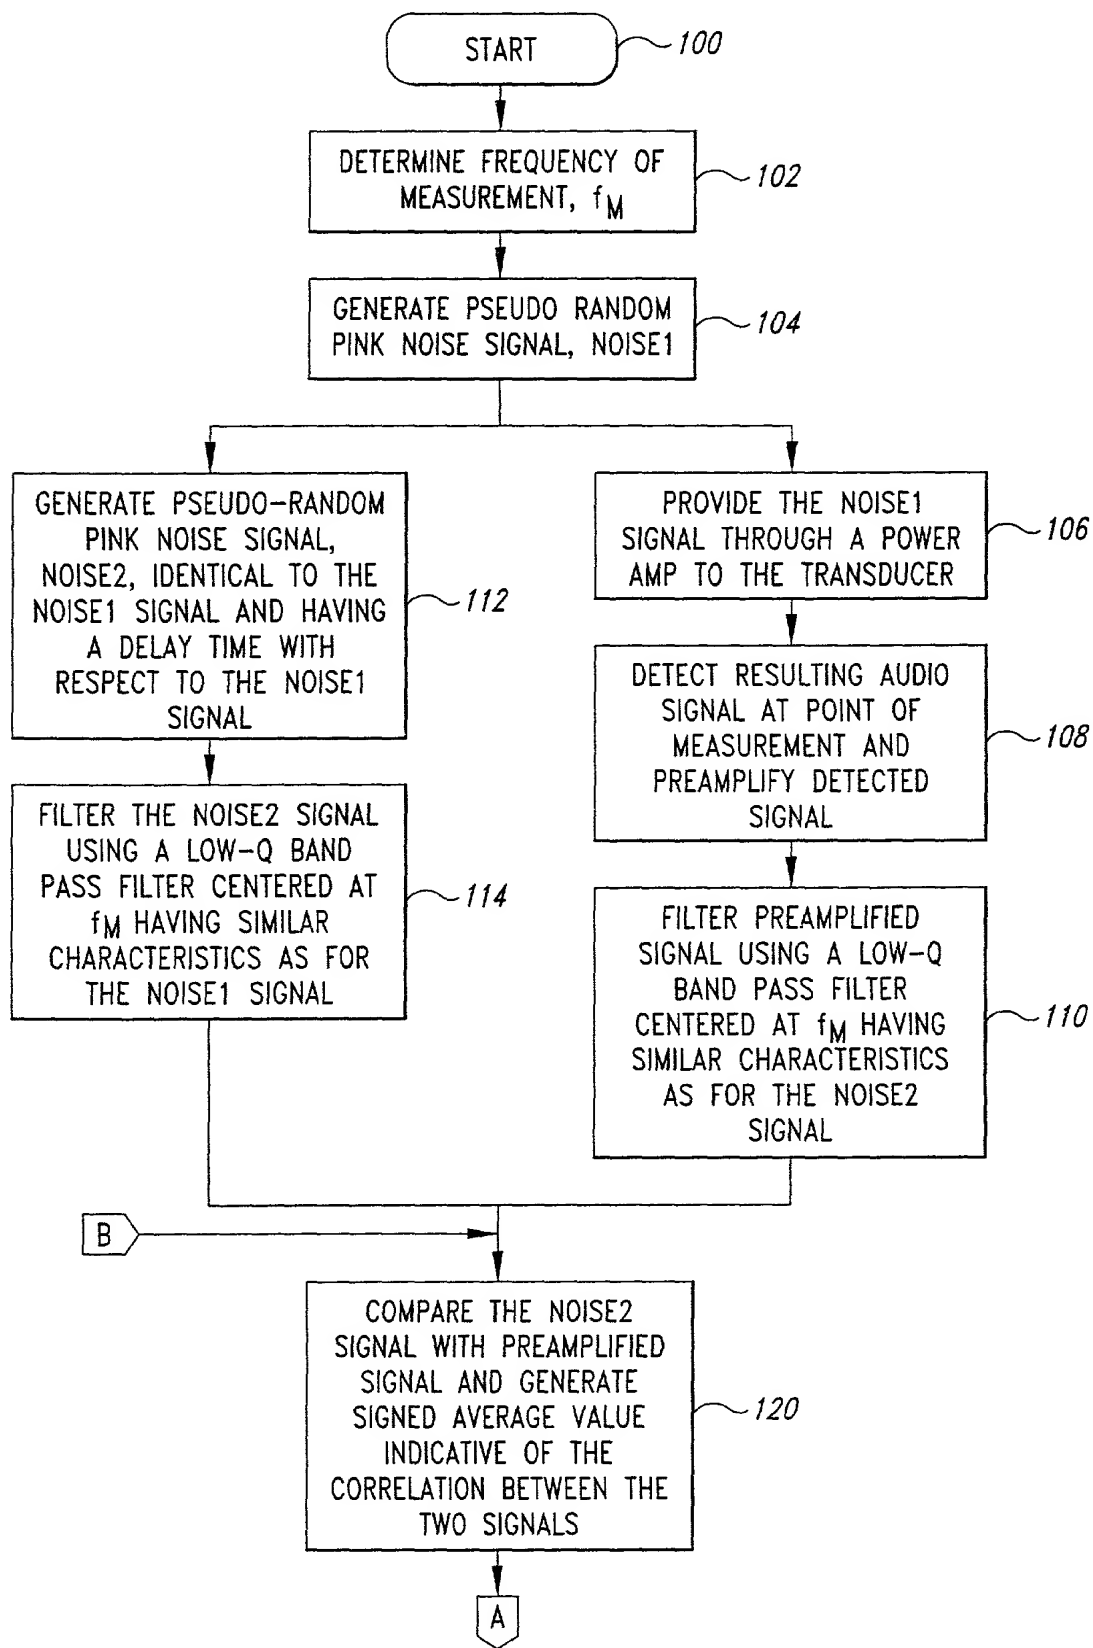 START
100
DETERMINE FREQUENCY OF
MEASUREMENT, fM
102
GENERATE PSEUDO RANDOM
PINK NOISE SIGNAL, NOISE1
104
GENERATE PSEUDO-RANDOM
PINK NOISE SIGNAL,
NOISE2, IDENTICAL TO THE
NOISE1 SIGNAL AND HAVING
A DELAY TIME WITH
RESPECT TO THE NOISE1
SIGNAL
112
FILTER THE NOISE2 SIGNAL
USING A LOW-Q BAND
PASS FILTER CENTERED AT
fM HAVING SIMILAR
CHARACTERISTICS AS FOR
THE NOISE1 SIGNAL
114
PROVIDE THE NOISE1
SIGNAL THROUGH A POWER
AMP TO THE TRANSDUCER
106
DETECT RESULTING AUDIO
SIGNAL AT POINT OF
MEASUREMENT AND
PREAMPLIFY DETECTED
SIGNAL
108
FILTER PREAMPLIFIED
SIGNAL USING A LOW-Q
BAND PASS FILTER
CENTERED AT fM HAVING
SIMILAR CHARACTERISTICS
AS FOR THE NOISE2
SIGNAL
110
B
COMPARE THE NOISE2
SIGNAL WITH PREAMPLIFIED
SIGNAL AND GENERATE
SIGNED AVERAGE VALUE
INDICATIVE OF THE
CORRELATION BETWEEN THE
TWO SIGNALS
120
A